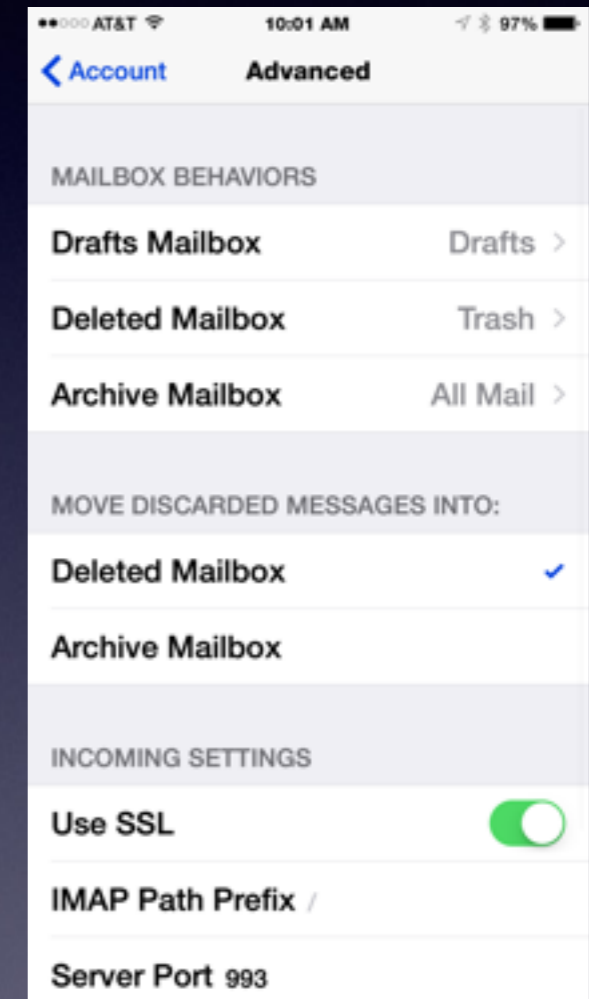 AT&T 10:01 AM 97%
Account Advanced
MAILBOX BEHAVIORS
Drafts Mailbox Drafts
Deleted Mailbox Trash
Archive Mailbox All Mail
MOVE DISCARDED MESSAGES INTO:
Deleted Mailbox
Archive Mailbox
INCOMING SETTINGS
Use SSL
IMAP Path Prefix /
Server Port 993